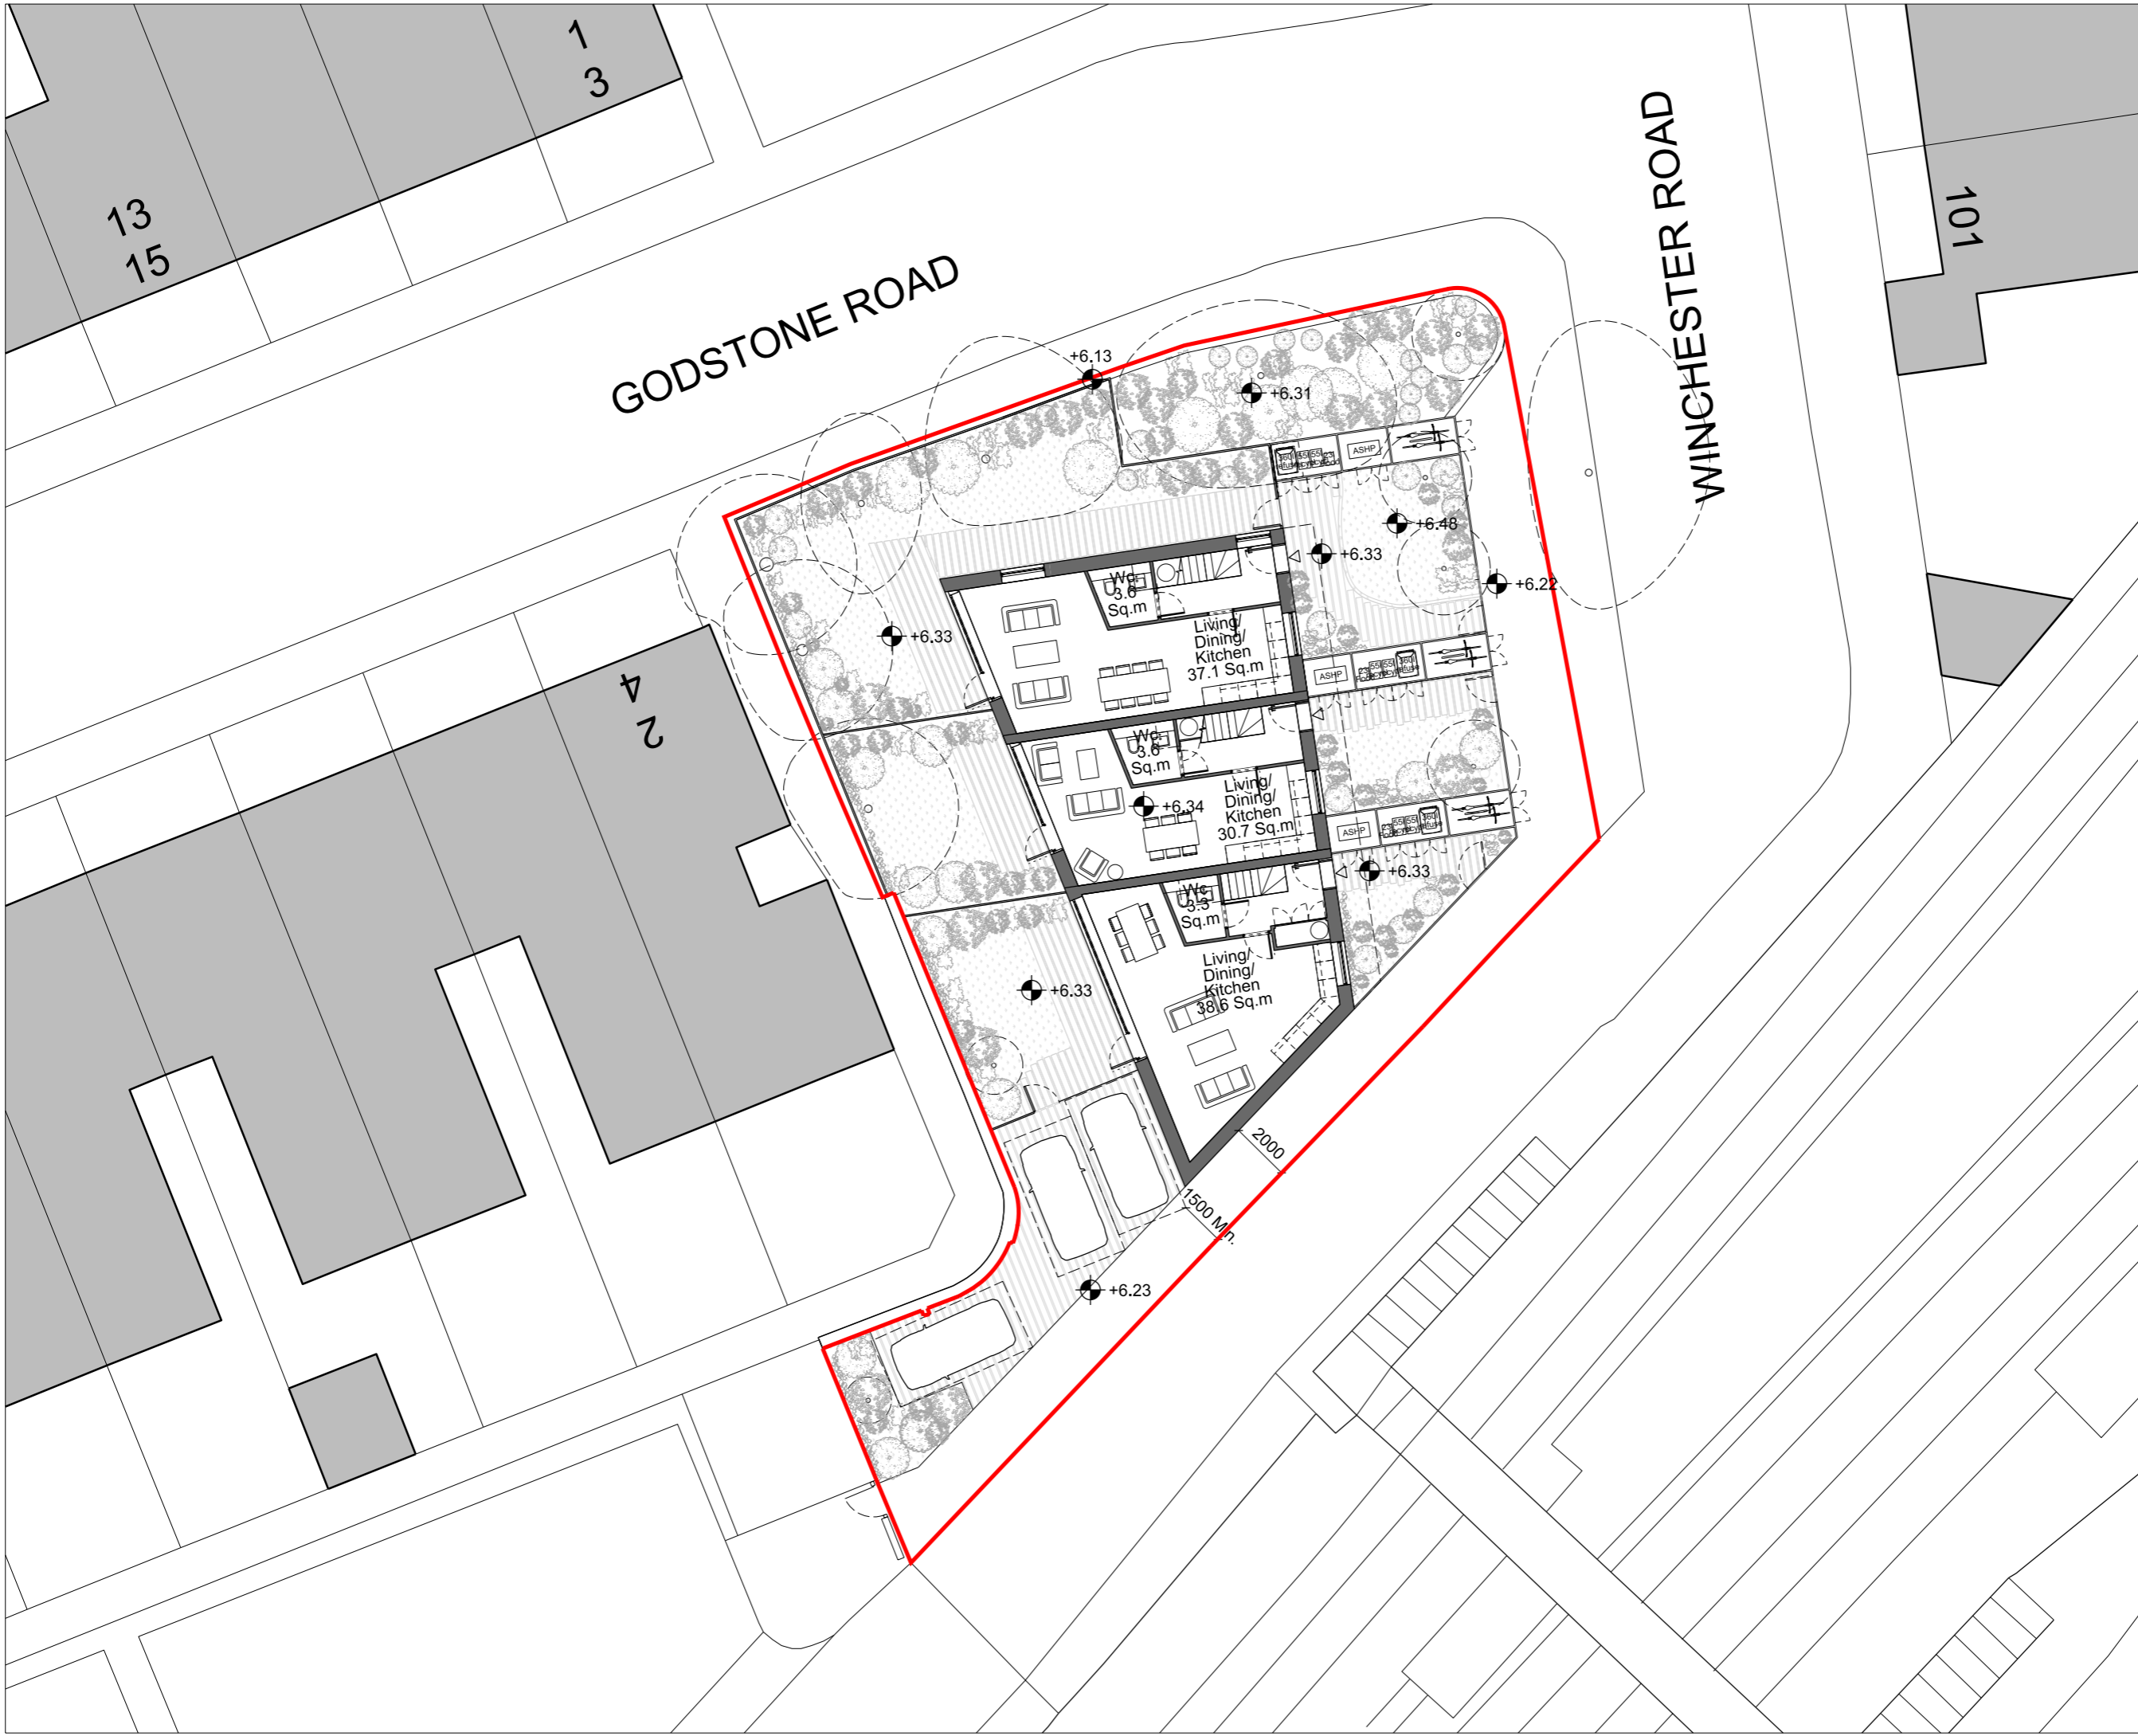 1
3
13
15
GODSTONE ROAD
WINCHESTER ROAD
101
4
2
+6.13
+6.31
ASHP
+6.48
+6.33
+6.22
+6.33
Wc.
3.6
Sq.m
Living/
Dining/
Kitchen
37.1 Sq.m
ASHP
Wc.
3.6
Sq.m
+6.34
Living/
Dining/
Kitchen
30.7 Sq.m
ASHP
+6.33
Wc
3.3
Sq.m
Living/
Dining/
Kitchen
38.6 Sq.m
+6.33
2000
1500 Min.
+6.23